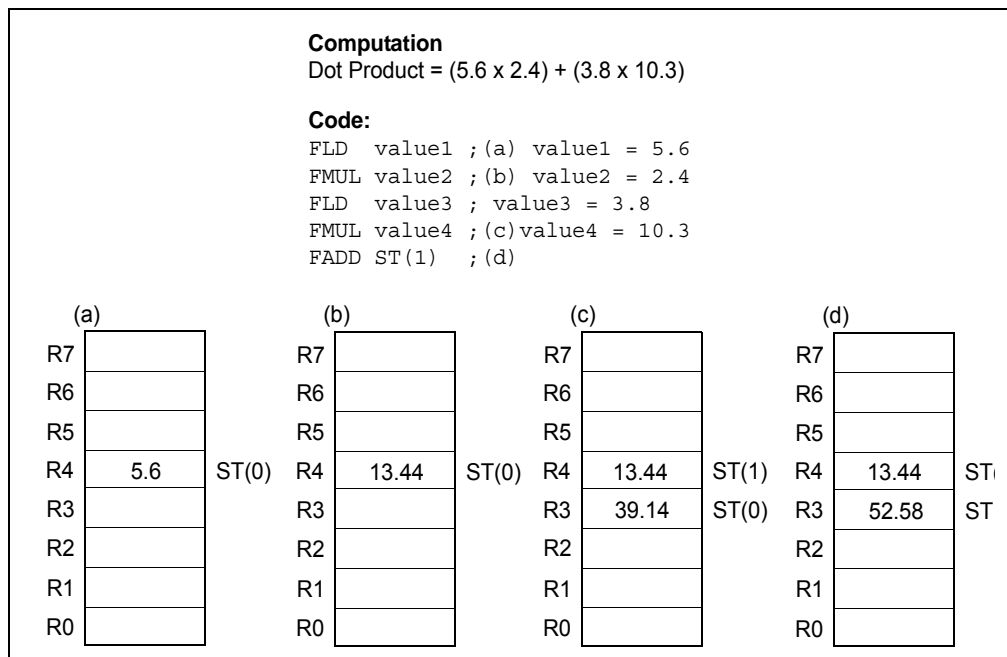 Computation
Dot Product = (5.6 x 2.4) + (3.8 x 10.3)
Code:
FLD value1 ;(a) value1 = 5.6
FMUL value2 ;(b) value2 = 2.4
FLD value3 ; value3 = 3.8
FMUL value4 ;(c)value4 = 10.3
FADD ST(1) ;(d)
(a) (b) (c) (d)
R7 R7 R7 R7
R6 R6 R6 R6
R5 R5 R5 R5
R4 5.6 ST(0) R4 13.44 ST(0) R4 13.44 ST(1) R4 13.44 ST(
R3 R3 R3 39.14 ST(0) R3 52.58 ST
R2 R2 R2 R2
R1 R1 R1 R1
R0 R0 R0 R0